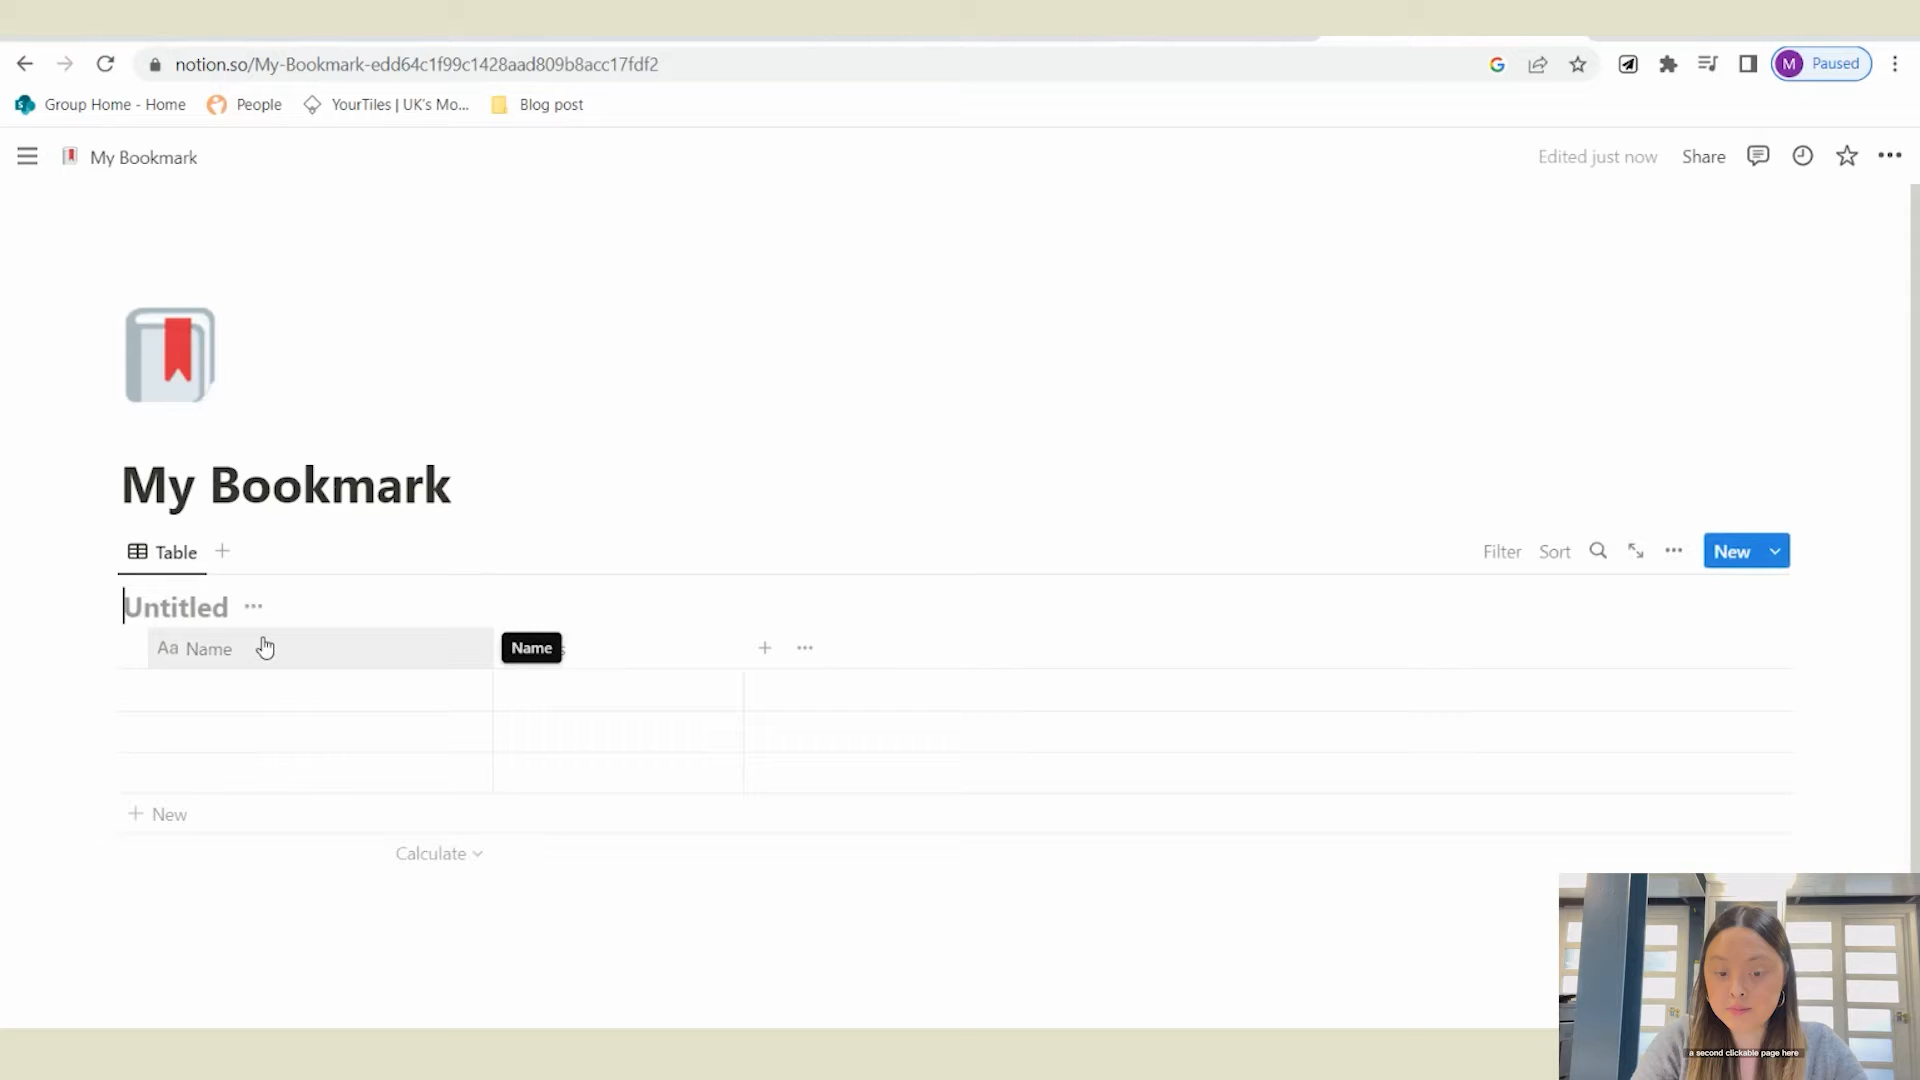 notion.so/My-Bookmark-edd64c1f99c1428aad809b8acc17fdf2
G
M Paused
S Group Home - Home
People
YourTiles | UK's Mo...
Blog post
My Bookmark
Edited just now
Share
My Bookmark
Table
Filter
Sort
New
Untitled
Aa Name
Name
New
Calculate
a second clickable page here